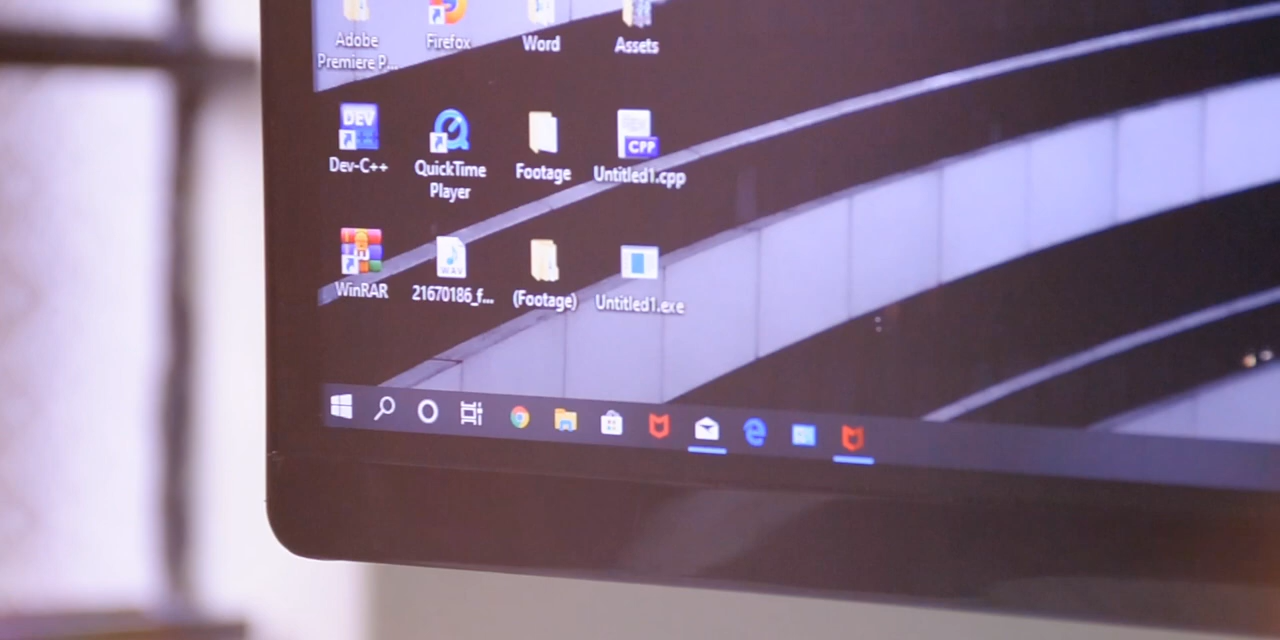 Adobe
Premiere P...
Firefox
Word
Assets
DEV
Dev-C++
QuickTime
Player
Footage
CPP
Untitled1.cpp
WinRAR
WAV
21670186_f...
(Footage)
Untitled1.exe